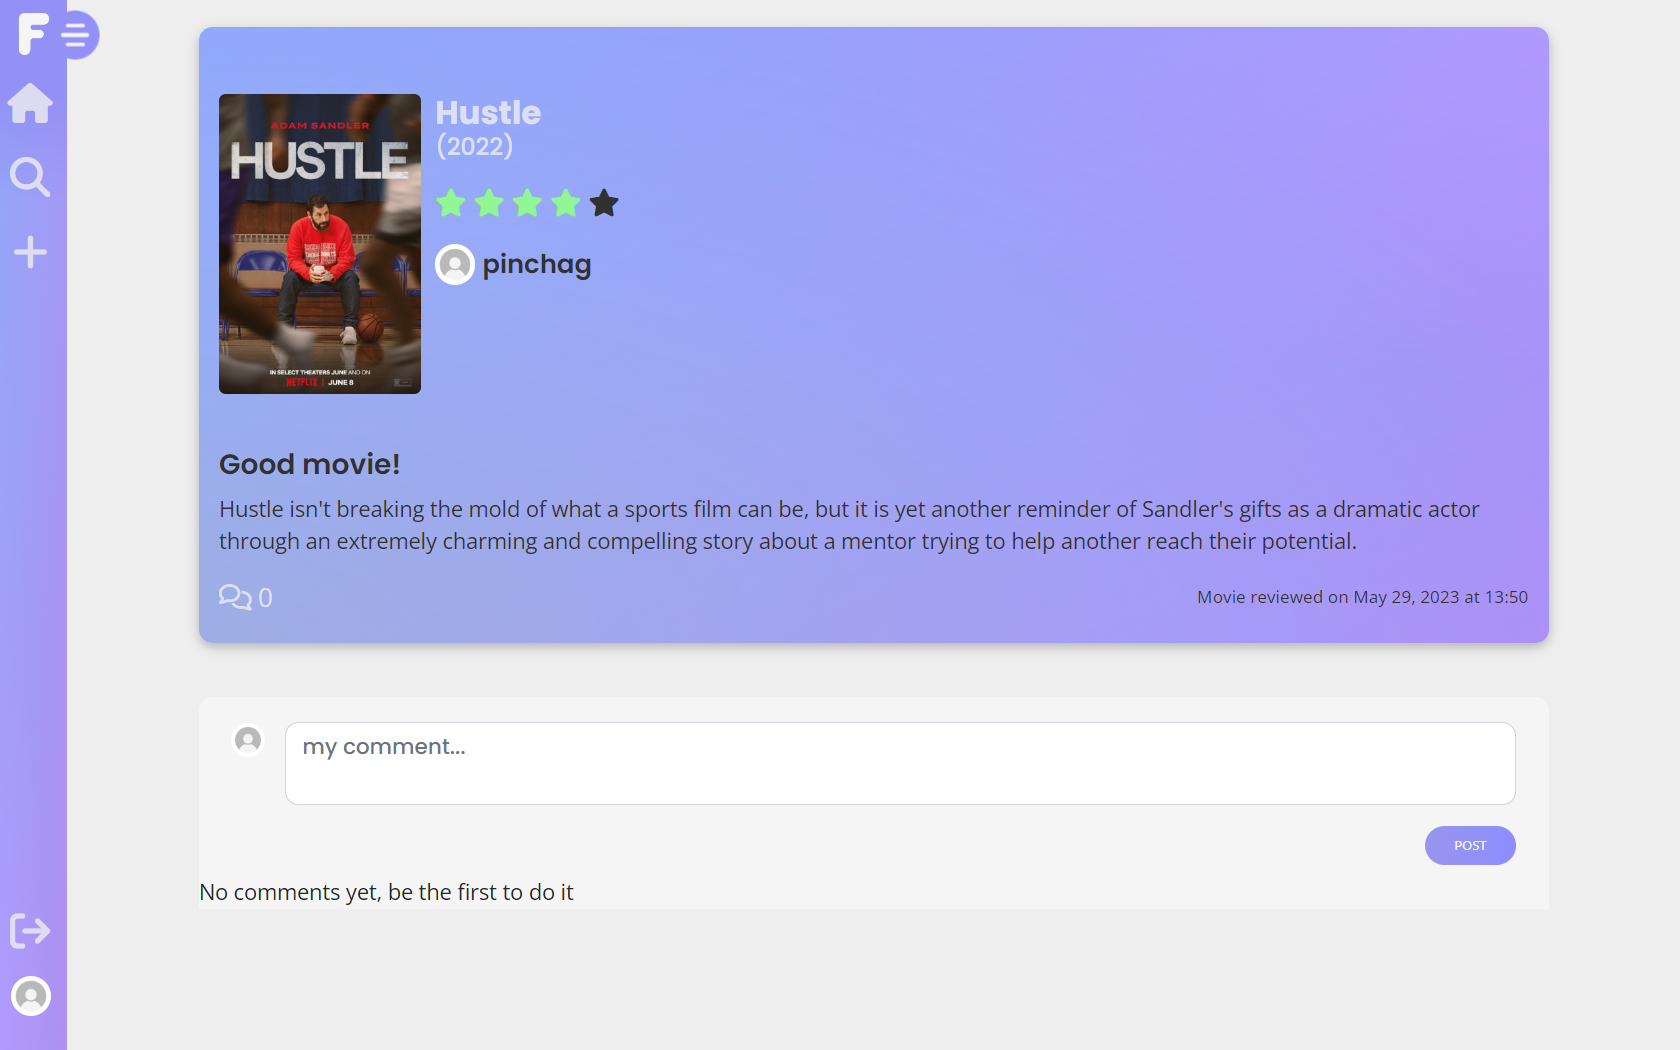 F
ADAM SANDLER
HUSTLE
IN SELECT THEATERS JUNE AND ON
NETFLIX | JUNE 8
Hustle
(2022)
pinchag
Good movie!
Hustle isn't breaking the mold of what a sports film can be, but it is yet another reminder of Sandler's gifts as a dramatic actor
through an extremely charming and compelling story about a mentor trying to help another reach their potential.
0
Movie reviewed on May 29, 2023 at 13:50
my comment...
POST
No comments yet, be the first to do it